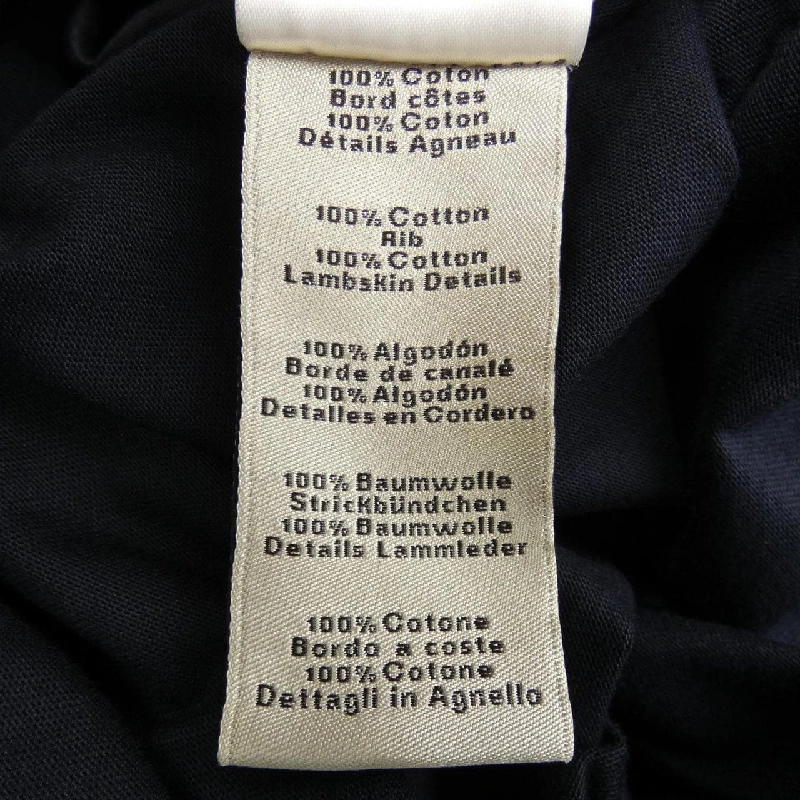 100% Coton
Bord côtes
100% Coton
Détails Agneau
100% Cotton
Rib
100% Cotton
Lambskin Details
100% Algodón
Borde de canalé
100% Algodón
Detalles en Cordero
100% Baumwolle
Strickbündchen
100% Baumwolle
Details Lammleder
100% Cotone
Bordo a coste
100% Cotone
Dettagli in Agnello